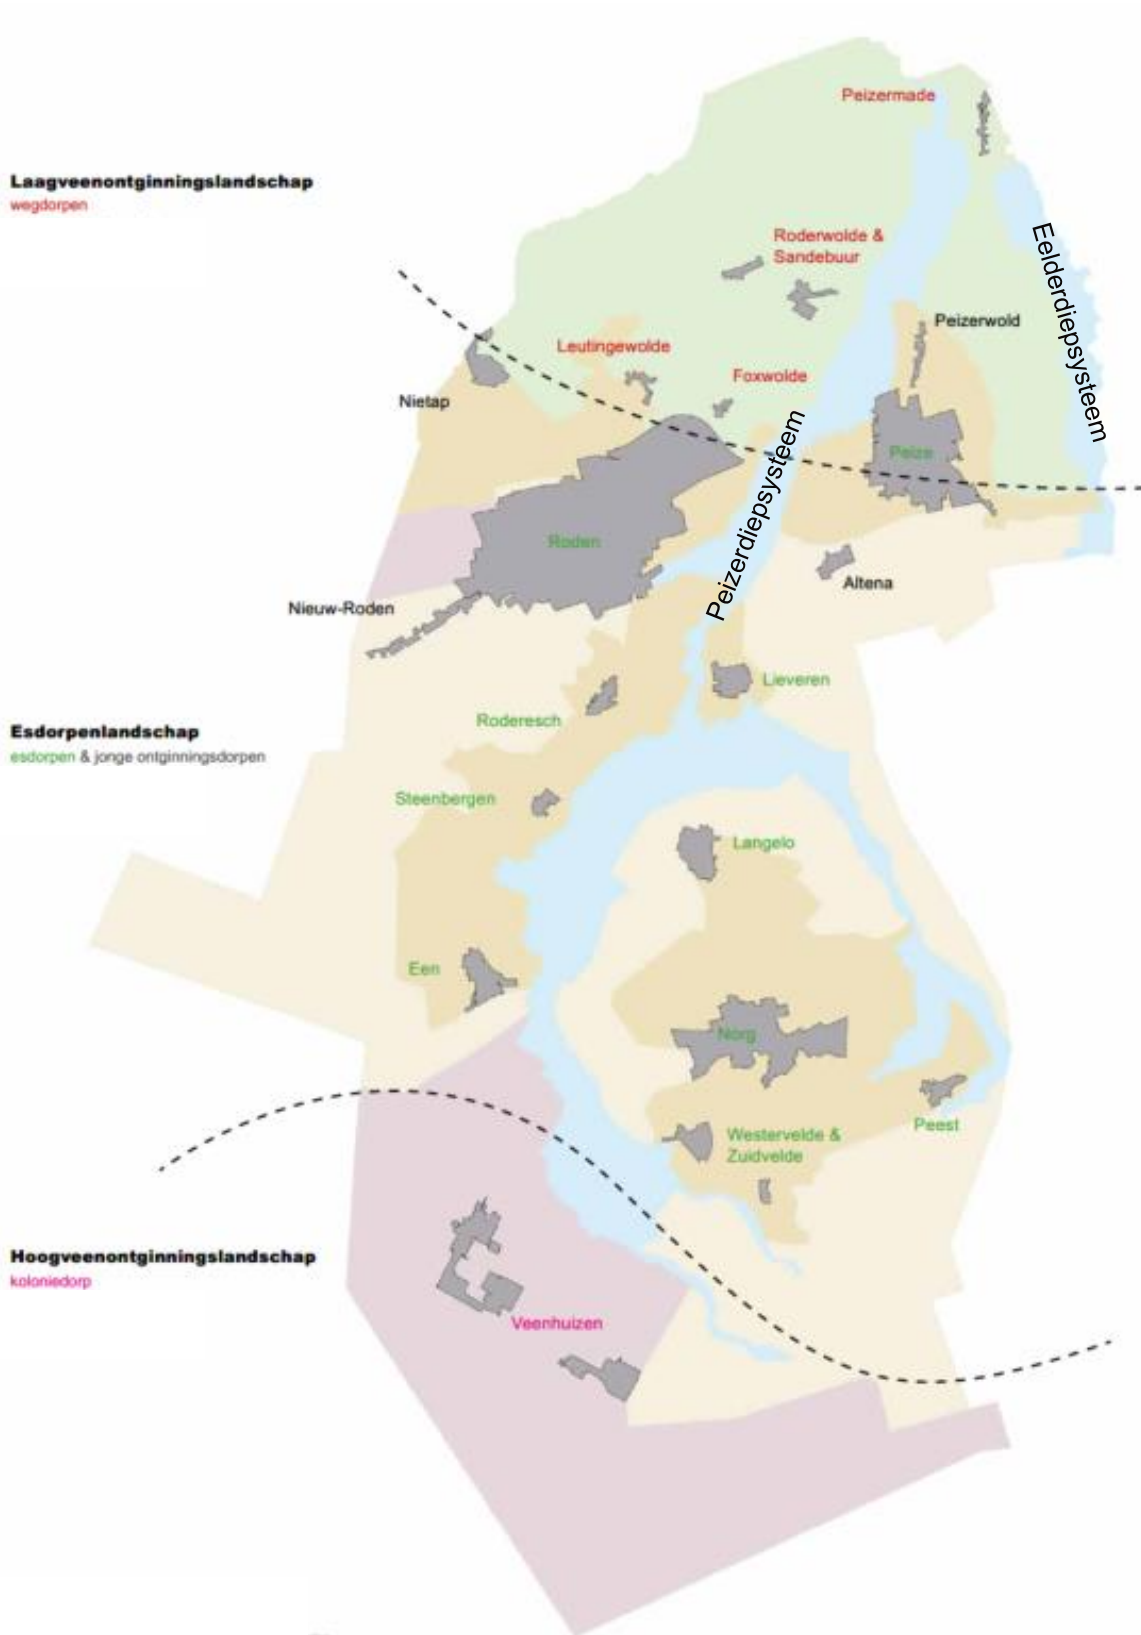 Peizermade
Laagveenontginningslandschap
wegdorpen
Roderwolde &
Sandebuur
Eelderdiepsysteem
Peizerwold
Leutingewolde
Foxwolde
Nietap
Peize
Peizerdiepsysteem
Roden
Altena
Nieuw-Roden
Lieveren
Roderesch
Esdorpenlandschap
esdorpen & jonge ontginningsdorpen
Steenbergen
Langelo
Een
Norg
Peest
Westervelde &
Zuidvelde
Hoogveenontginningslandschap
koloniedorp
Veenhuizen